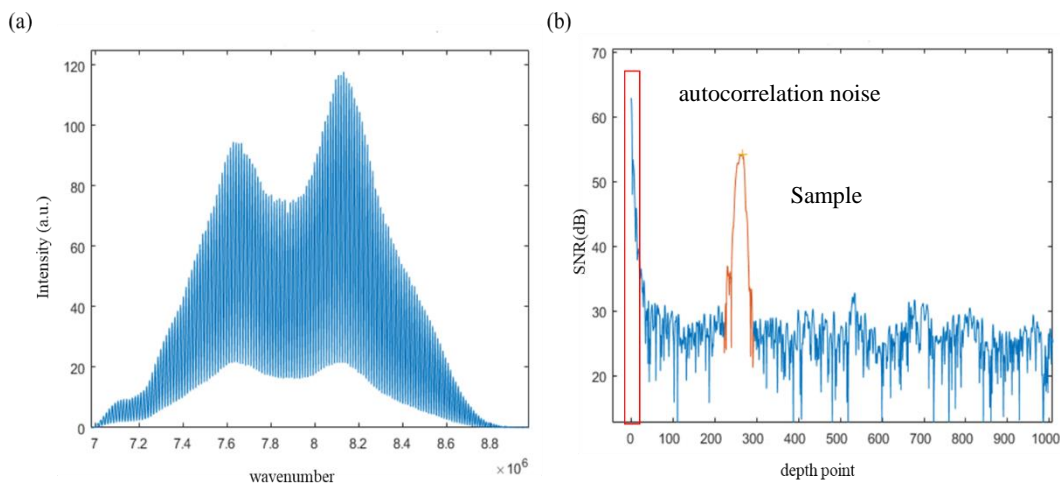 (a)
120
100
80
60
40
20
0
Intensity (a.u.)
7 7.2 7.4 7.6 7.8 8 8.2 8.4 8.6 8.8
× 10⁶
wavenumber
(b)
70
60
50
40
30
20
SNR(dB)
autocorrelation noise
Sample
0 100 200 300 400 500 600 700 800 900 1000
depth point